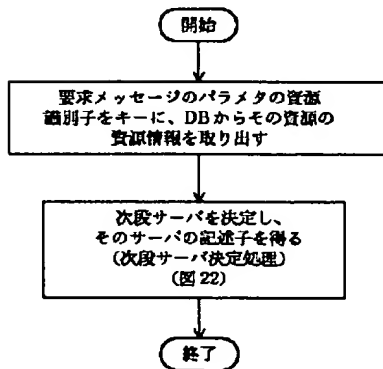 開始
要求メッセージのパラメタの資源
識別子をキーに、DBからその資源の
資源情報を取り出す
次段サーバを決定し、
そのサーバの記述子を得る
(次段サーバ決定処理)
(図22)
終了